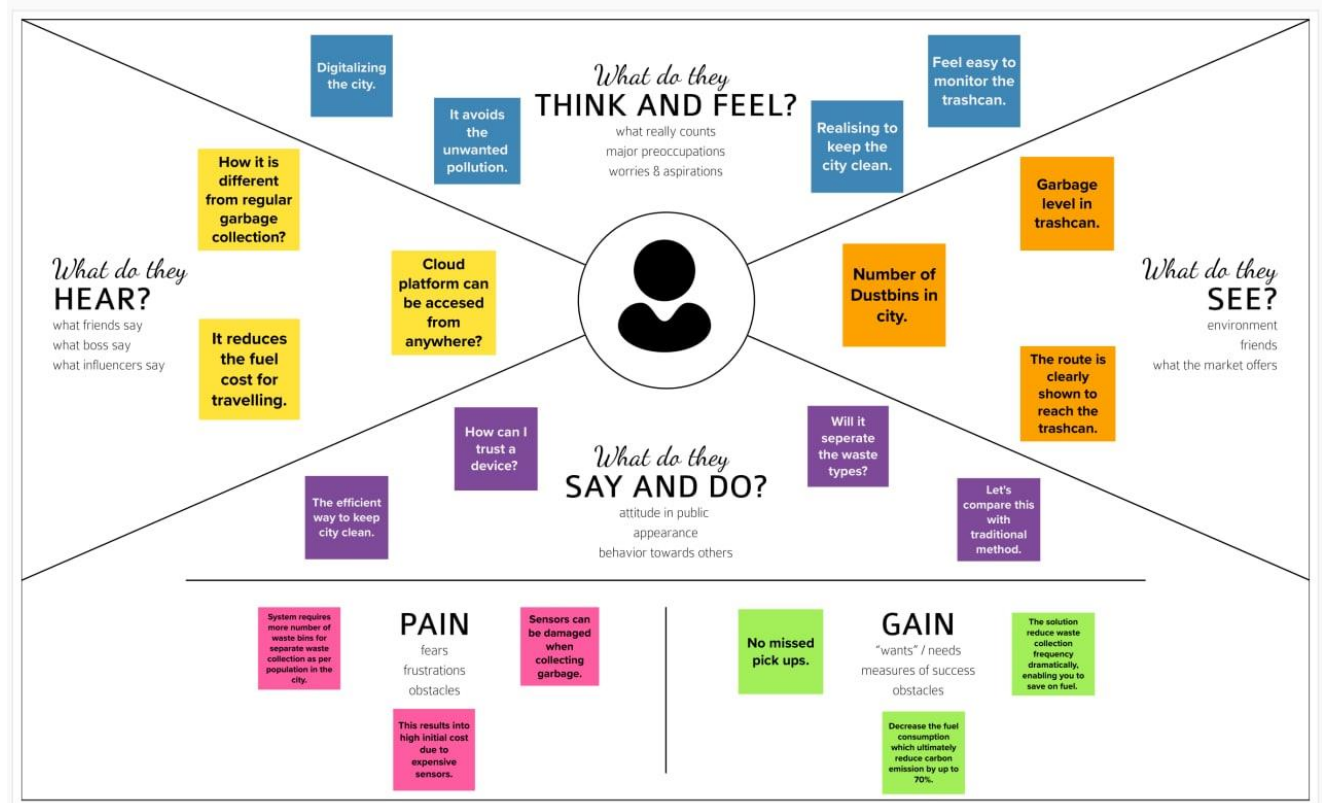 Digitalizing
the city.
It avoids
the
unwanted
pollution.
What do they
THINK AND FEEL?
what really counts
major preoccupations
worries & aspirations
Realising to
keep the
city clean.
Feel easy to
monitor the
trashcan.
What do they
HEAR?
what friends say
what boss say
what influencers say
How it is
different
from regular
garbage
collection?
Cloud
platform can
be accesed
from
anywhere?
It reduces
the fuel
cost for
travelling.
Number of
Dustbins in
city.
Garbage
level in
trashcan.
The route is
clearly
shown to
reach the
trashcan.
What do they
SEE?
environment
friends
what the market offers
The efficient
way to keep
city clean.
How can I
trust a
device?
What do they
SAY AND DO?
attitude in public
appearance
behavior towards others
Will it
seperate
the waste
types?
Let's
compare this
with
traditional
method.
System requires
more number of
waste bins for
separate waste
collection as per
population in the
city.
PAIN
fears
frustrations
obstacles
Sensors can
be damaged
when
collecting
garbage.
This results into
high initial cost
due to
expensive
sensors.
No missed
pick ups.
GAIN
"wants" / needs
measures of success
obstacles
The solution
reduce waste
collection
frequency
dramatically,
enabling you to
save on fuel.
Decrease the fuel
consumption
which ultimately
reduce carbon
emission by up to
70%.